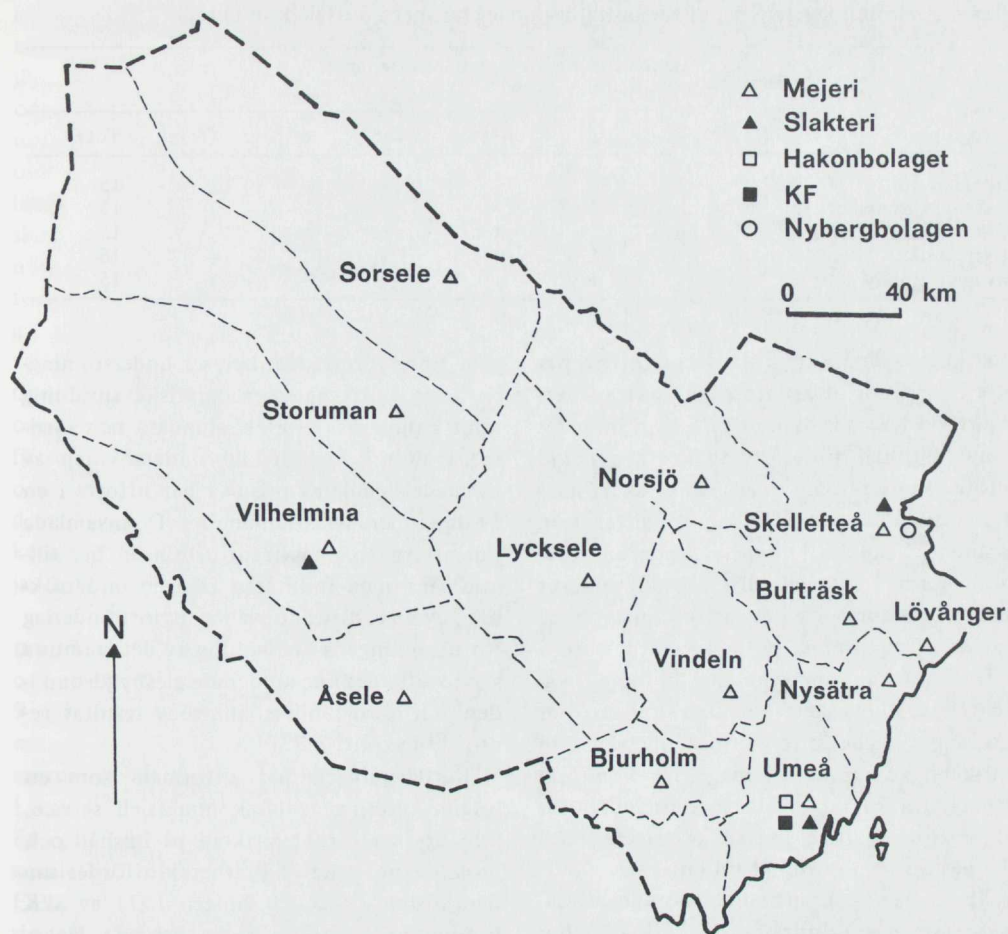 Mejeri
Slakteri
Hakonbolaget
KF
Nybergbolagen
0 40 km
Sorsele
Storuman
Norsjö
Vilhelmina
Skellefteå
Lycksele
Burträsk
Lövånger
N
Vindeln
Nysätra
Åsele
Bjurholm
Umeå